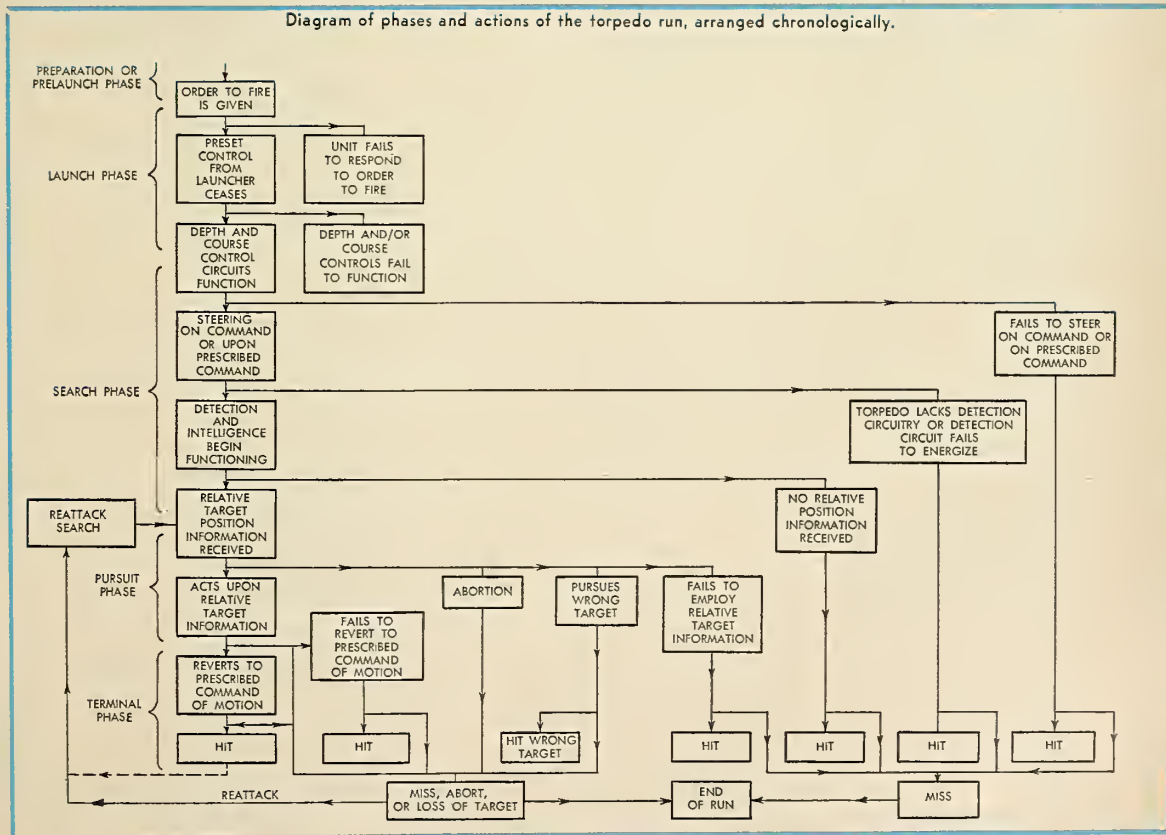 Diagram of phases and actions of the torpedo run, arranged chronologically.
PREPARATION OR
PRELAUNCH PHASE
ORDER TO FIRE
IS GIVEN
LAUNCH PHASE
PRESET
CONTROL
FROM
LAUNCHER
CEASES
UNIT FAILS
TO RESPOND
TO ORDER
TO FIRE
DEPTH AND
COURSE
CONTROL
CIRCUITS
FUNCTION
DEPTH AND/OR
COURSE
CONTROLS FAIL
TO FUNCTION
SEARCH PHASE
STEERING
ON COMMAND
OR UPON
PRESCRIBED
COMMAND
FAILS TO STEER
ON COMMAND OR
ON PRESCRIBED
COMMAND
DETECTION
AND
INTELLIGENCE
BEGIN
FUNCTIONING
TORPEDO LACKS DETECTION
CIRCUITRY OR DETECTION
CIRCUIT FAILS
TO ENERGIZE
REATTACK
SEARCH
RELATIVE
TARGET
POSITION
INFORMATION
RECEIVED
NO RELATIVE
POSITION
INFORMATION
RECEIVED
PURSUIT
PHASE
ACTS UPON
RELATIVE
TARGET
INFORMATION
ABORTION
PURSUES
WRONG
TARGET
FAILS TO
EMPLOY
RELATIVE
TARGET
INFORMATION
FAILS TO
REVERT TO
PRESCRIBED
COMMAND
OF MOTION
TERMINAL
PHASE
REVERTS TO
PRESCRIBED
COMMAND
OF MOTION
HIT
HIT
HIT WRONG
TARGET
HIT
HIT
HIT
HIT
REATTACK
MISS, ABORT,
OR LOSS OF TARGET
END
OF RUN
MISS